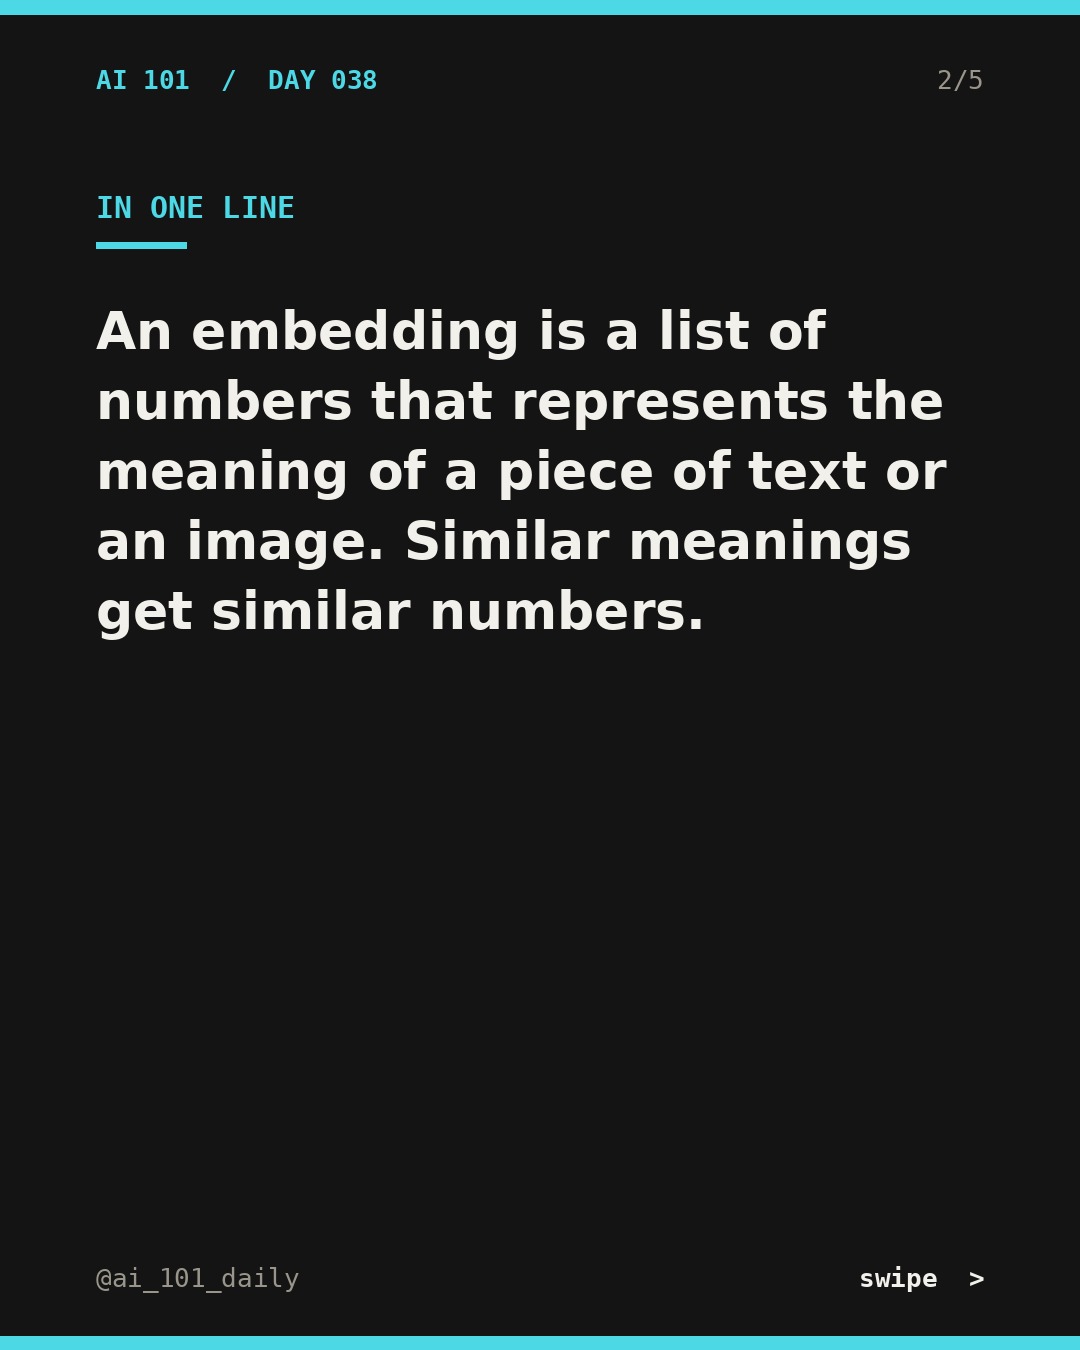 AI 101 / DAY 038
2/5
IN ONE LINE
An embedding is a list of
numbers that represents the
meaning of a piece of text or
an image. Similar meanings
get similar numbers.
@ai_101_daily
swipe >